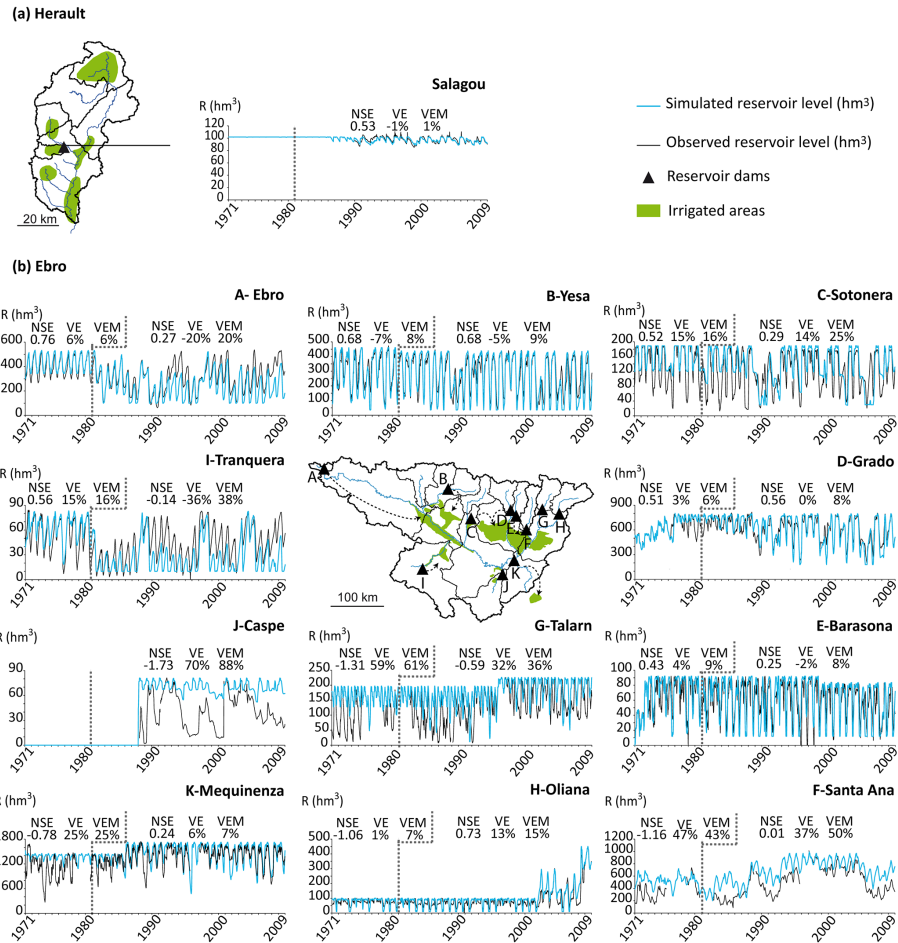 (a) Herault
20 km
Salagou
R (hm³)
NSE VE VEM
0.53 -1% 1%
120
100
80
60
40
20
0
1971 1980 1990 2000 2009
Simulated reservoir level (hm³)
Observed reservoir level (hm³)
Reservoir dams
Irrigated areas
(b) Ebro
A- Ebro
R (hm³)
NSE VE VEM NSE VE VEM
0.76 6% 6% 0.27 -20% 20%
600
400
200
0
1971 1980 1990 2000 2009
B-Yesa
R (hm³)
NSE VE VEM NSE VE VEM
0.68 -7% 8% 0.68 -5% 9%
500
400
300
200
100
0
1971 1980 1990 2000 2009
C-Sotonera
R (hm³)
NSE VE VEM NSE VE VEM
0.52 15% 16% 0.29 14% 25%
200
160
120
80
40
0
1971 1980 1990 2000 2009
I-Tranquera
R (hm³)
NSE VE VEM NSE VE VEM
0.56 15% 16% -0.14 -36% 38%
90
60
30
0
1971 1980 1990 2000 2009
A
B
C
D
E
F
G
H
I
J
K
100 km
D-Grado
R (hm³)
NSE VE VEM NSE VE VEM
0.51 3% 6% 0.56 0% 8%
900
600
300
0
1971 1980 1990 2000 2009
J-Caspe
R (hm³)
NSE VE VEM
-1.73 70% 88%
90
60
30
0
1971 1980 1990 2000 2009
G-Talarn
R (hm³)
NSE VE VEM NSE VE VEM
-1.31 59% 61% -0.59 32% 36%
250
200
150
100
50
0
1971 1980 1990 2000 2009
E-Barasona
R (hm³)
NSE VE VEM NSE VE VEM
0.43 4% 9% 0.25 -2% 8%
100
80
60
40
20
0
1971 1980 1990 2000 2009
K-Mequinenza
R (hm³)
NSE VE VEM NSE VE VEM
-0.78 25% 25% 0.24 6% 7%
1800
1200
600
0
1971 1980 1990 2000 2009
H-Oliana
R (hm³)
NSE VE VEM NSE VE VEM
-1.06 1% 7% 0.73 13% 15%
500
400
300
200
100
0
1971 1980 1990 2000 2009
F-Santa Ana
R (hm³)
NSE VE VEM NSE VE VEM
-1.16 47% 43% 0.01 37% 50%
1200
1000
800
600
400
200
0
1971 1980 1990 2000 2009